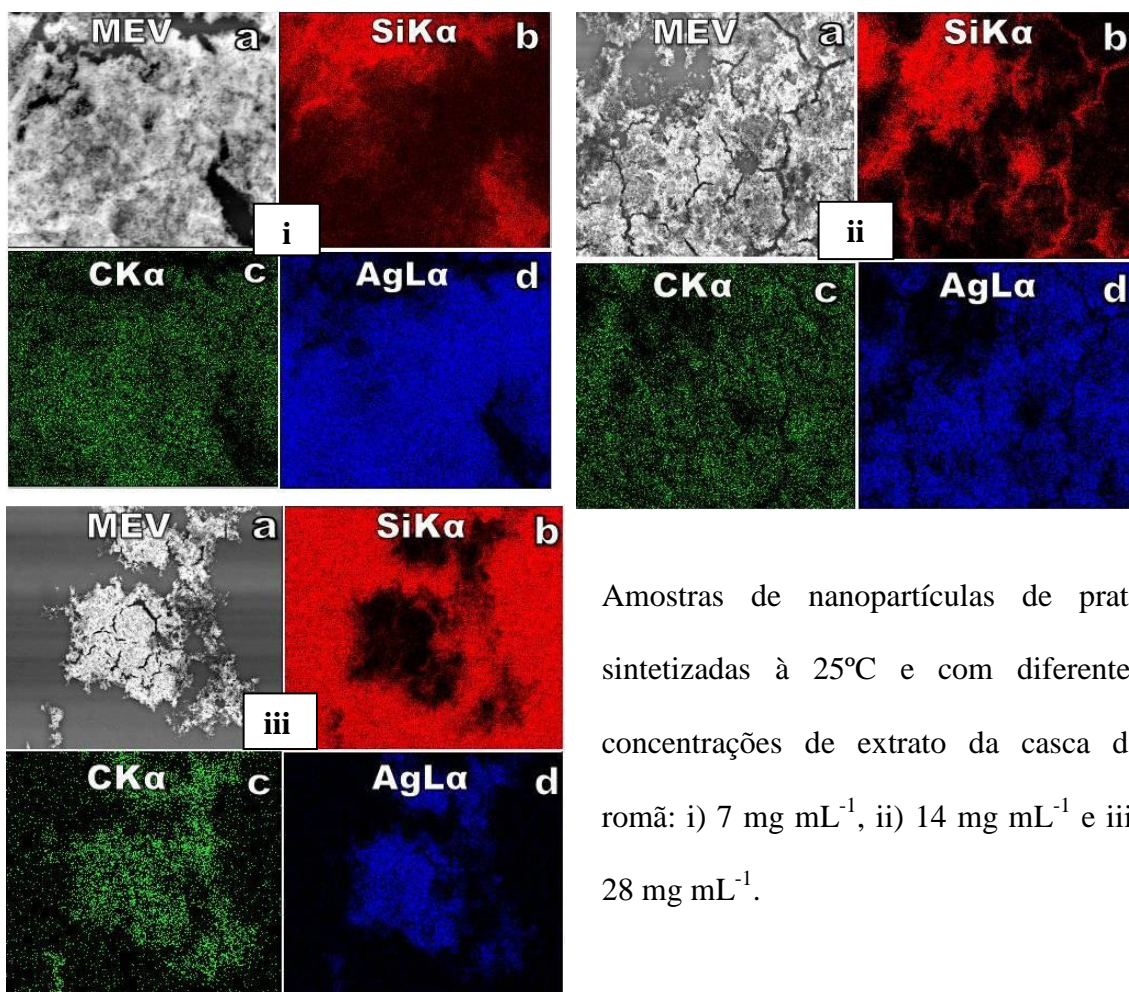 MEV a
SiKα b
i
CKα c
AgLα d
MEV a
SiKα b
ii
CKα c
AgLα d
MEV a
SiKα b
iii
CKα c
AgLα d
Amostras de nanopartículas de prat
sintetizadas à 25ºC e com diferente
concentrações de extrato da casca d
romã: i) 7 mg mL⁻¹, ii) 14 mg mL⁻¹ e iii
28 mg mL⁻¹.